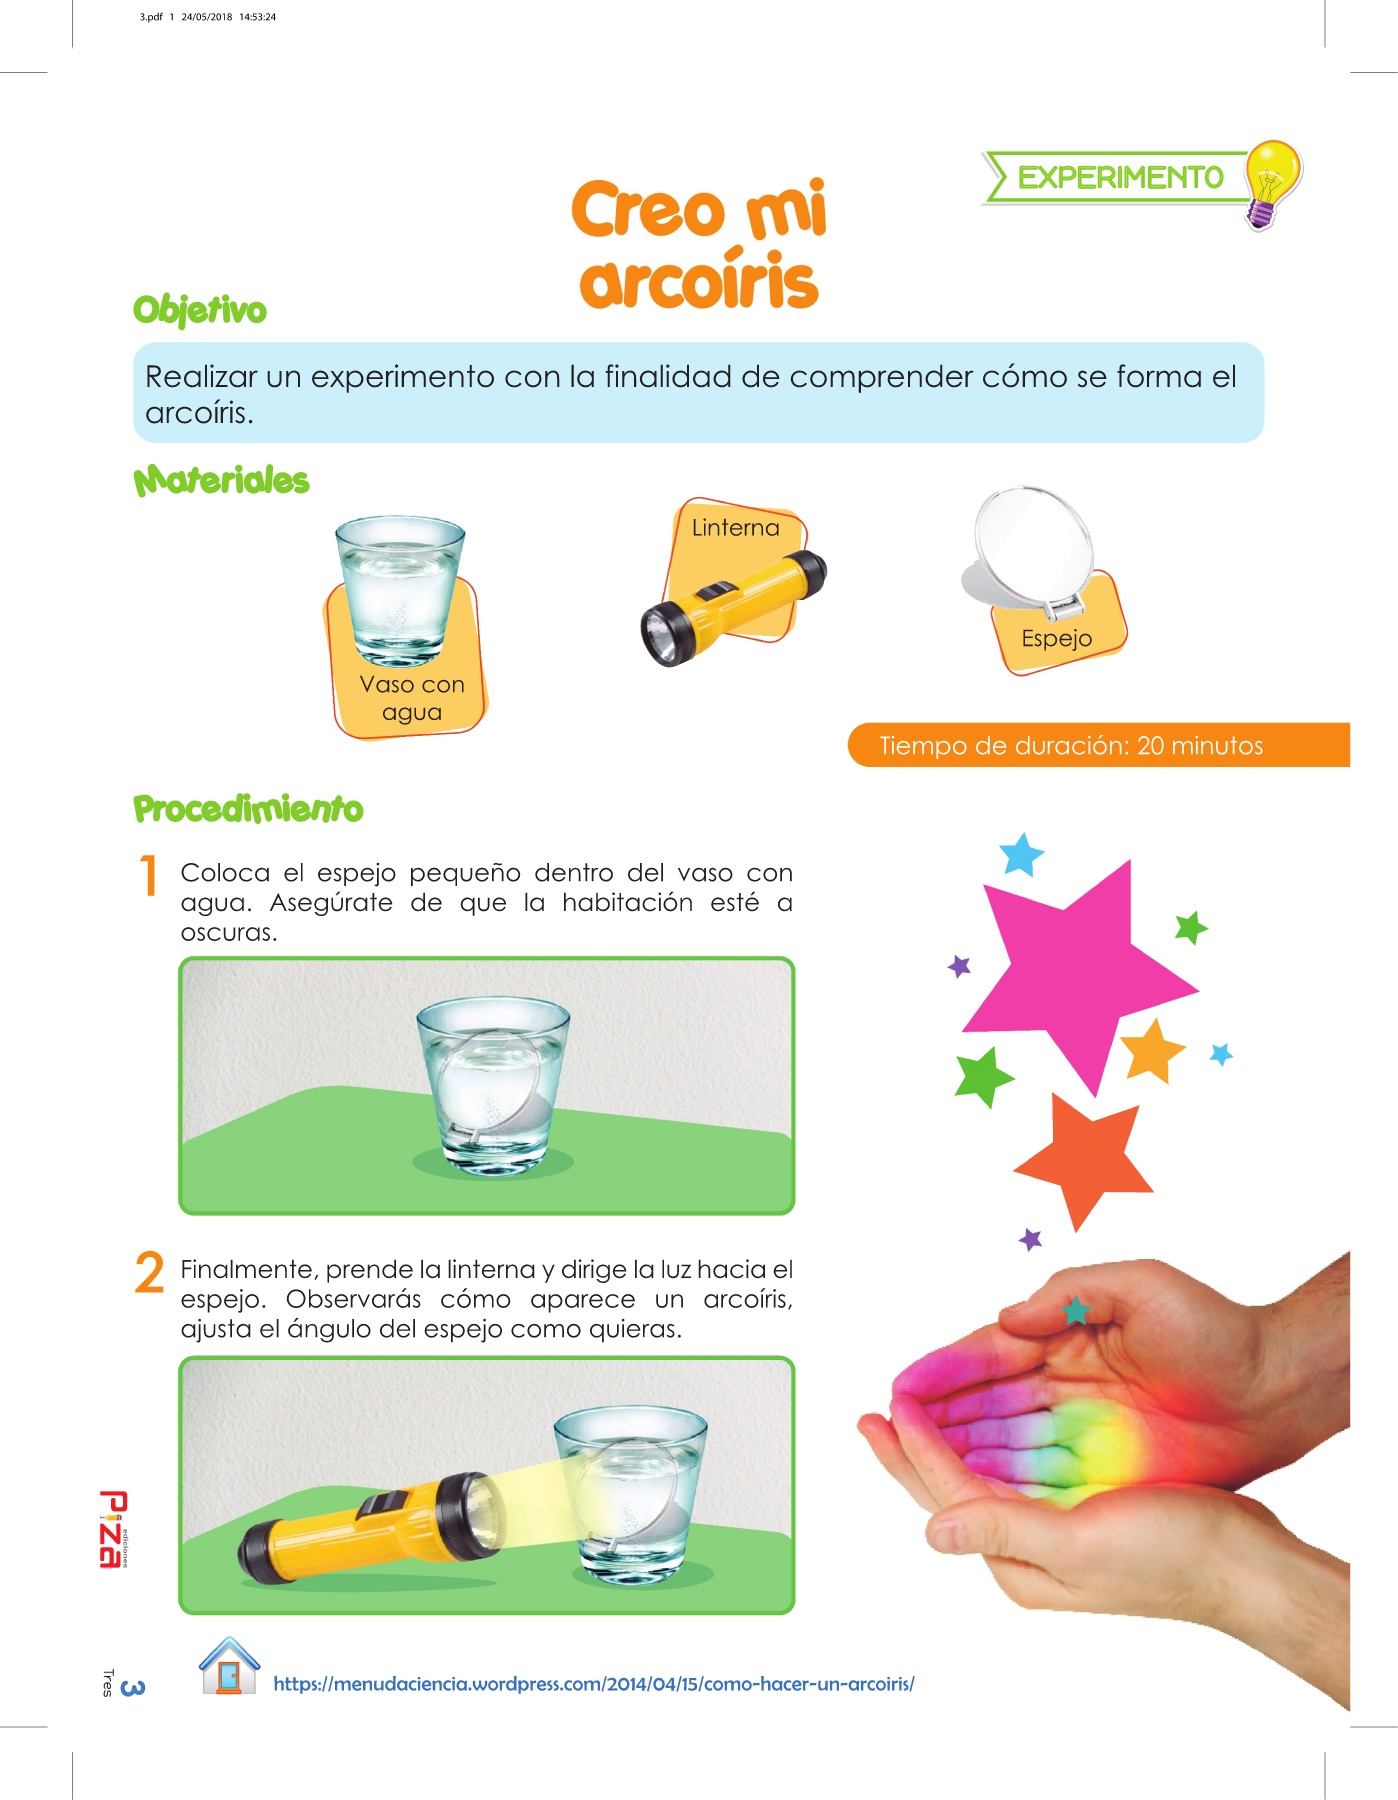 3.pdf 1 24/05/2018 14:53:24
EXPERIMENTO
Creo mi
arcoíris
Objetivo
Realizar un experimento con la finalidad de comprender cómo se forma el
arcoíris.
Materiales
Linterna
Espejo
Vaso con
agua
Tiempo de duración: 20 minutos
Procedimiento
1 Coloca el espejo pequeño dentro del vaso con
agua. Asegúrate de que la habitación esté a
oscuras.
2 Finalmente, prende la linterna y dirige la luz hacia el
espejo. Observarás cómo aparece un arcoíris,
ajusta el ángulo del espejo como quieras.
Piza
ediciones
https://menudaciencia.wordpress.com/2014/04/15/como-hacer-un-arcoiris/
3
Tres